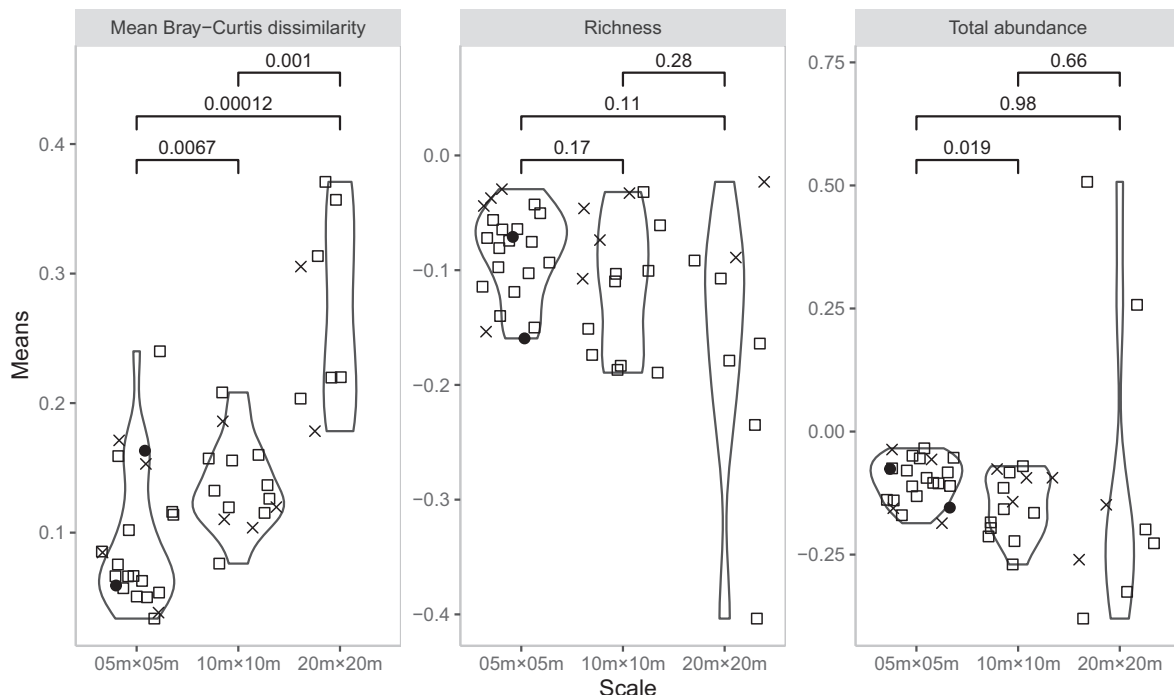 Mean Bray−Curtis dissimilarity
Richness
Total abundance
0.001
0.00012
0.0067
0.28
0.11
0.17
0.66
0.98
0.019
Means
0.4
0.3
0.2
0.1
0.0
−0.1
−0.2
−0.3
−0.4
0.75
0.50
0.25
0.00
−0.25
05m×05m 10m×10m 20m×20m
05m×05m 10m×10m 20m×20m
05m×05m 10m×10m 20m×20m
Scale